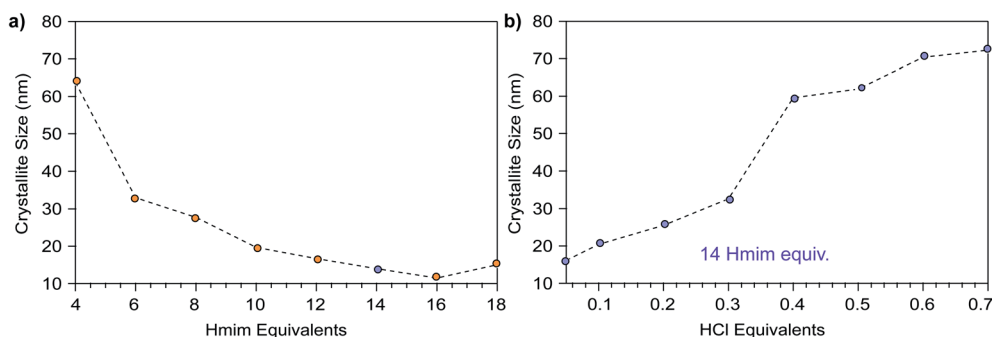 a)
80
70
60
50
40
30
20
10
Crystallite Size (nm)
4 6 8 10 12 14 16 18
Hmim Equivalents
b)
80
70
60
50
40
30
20
10
Crystallite Size (nm)
14 Hmim equiv.
0.1 0.2 0.3 0.4 0.5 0.6 0.7
HCl Equivalents